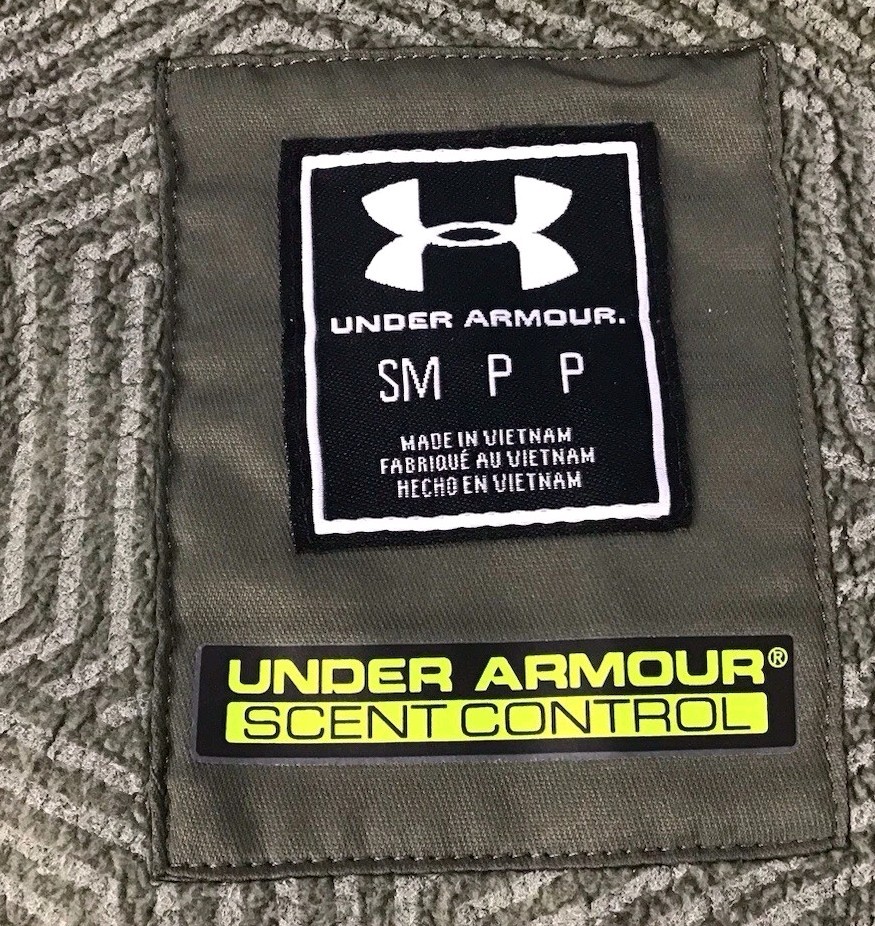 UNDER ARMOUR.
SM P P
MADE IN VIETNAM
FABRIQUÉ AU VIETNAM
HECHO EN VIETNAM
UNDER ARMOUR®
SCENT CONTROL